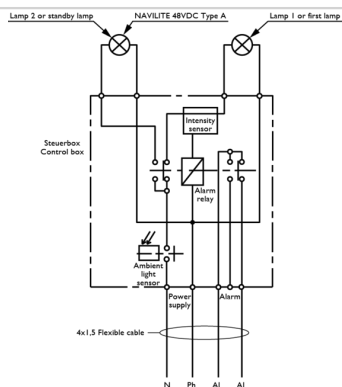 Lamp 2 or standby lamp
NAVILITE 48VDC Type A
Lamp 1 or first lamp
Intensity
sensor
Steuerbox
Control box
Alarm
relay
Ambient
light
sensor
Power
supply
Alarm
4x1,5 Flexible cable
N
Ph
Al
Al